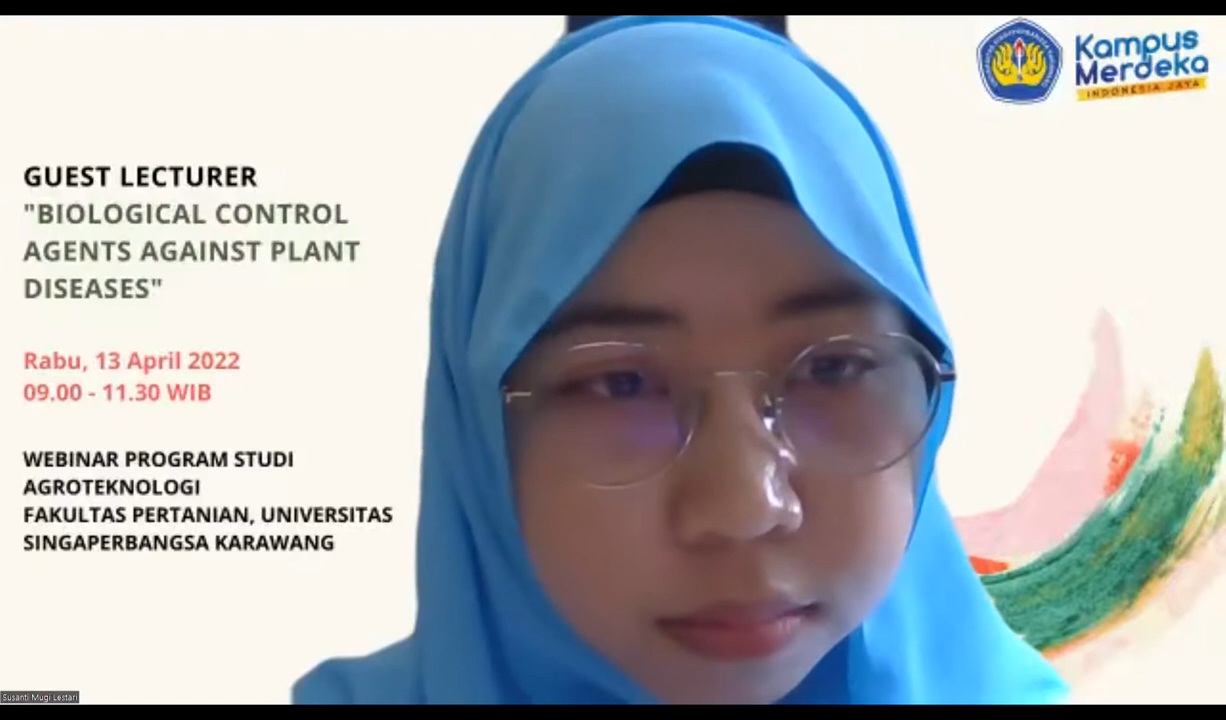 Kampus
Merdeka
INDONESIA JAYA
GUEST LECTURER
"BIOLOGICAL CONTROL
AGENTS AGAINST PLANT
DISEASES"
Rabu, 13 April 2022
09.00 - 11.30 WIB
WEBINAR PROGRAM STUDI
AGROTEKNOLOGI
FAKULTAS PERTANIAN, UNIVERSITAS
SINGAPERBANGSA KARAWANG
Susanti Mugi Lestari